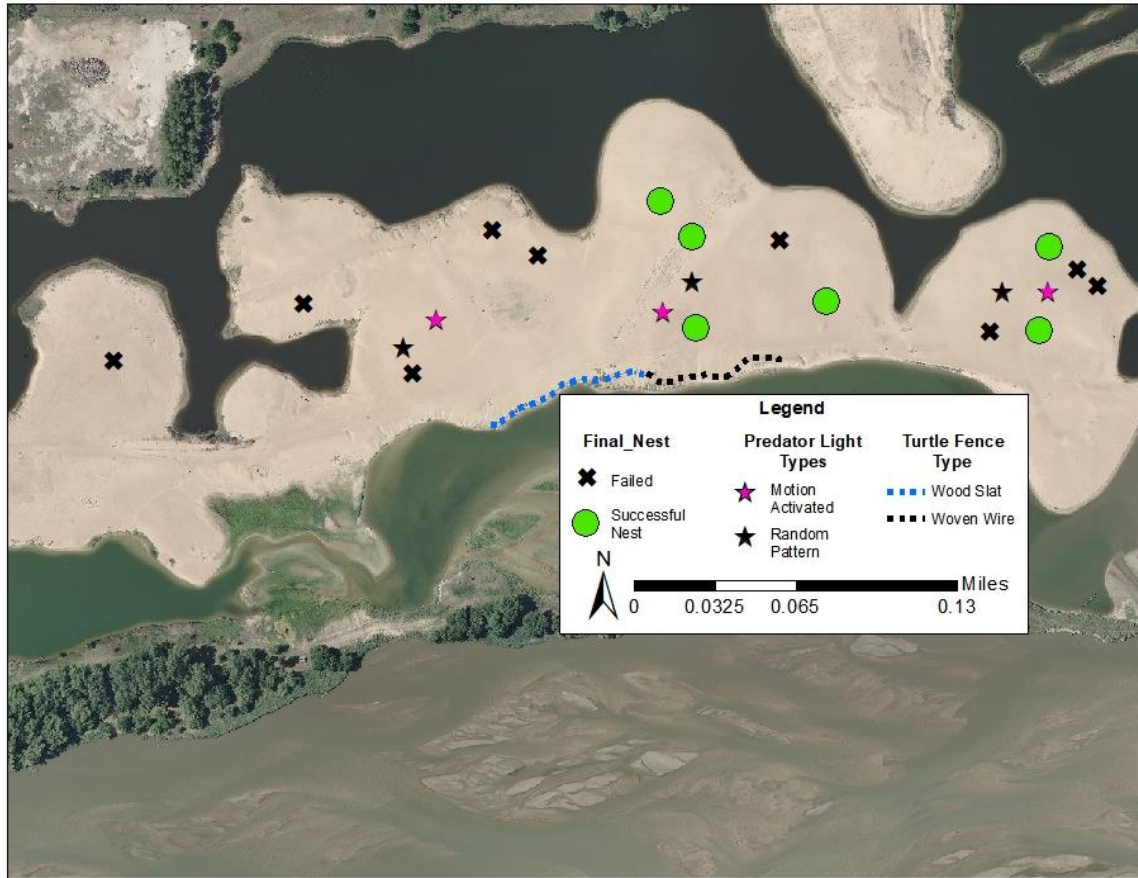 Legend
Final_Nest
Failed
Successful
Nest
Predator Light
Types
Motion
Activated
Random
Pattern
Turtle Fence
Type
Wood Slat
Woven Wire
N
Miles
0 0.0325 0.065 0.13